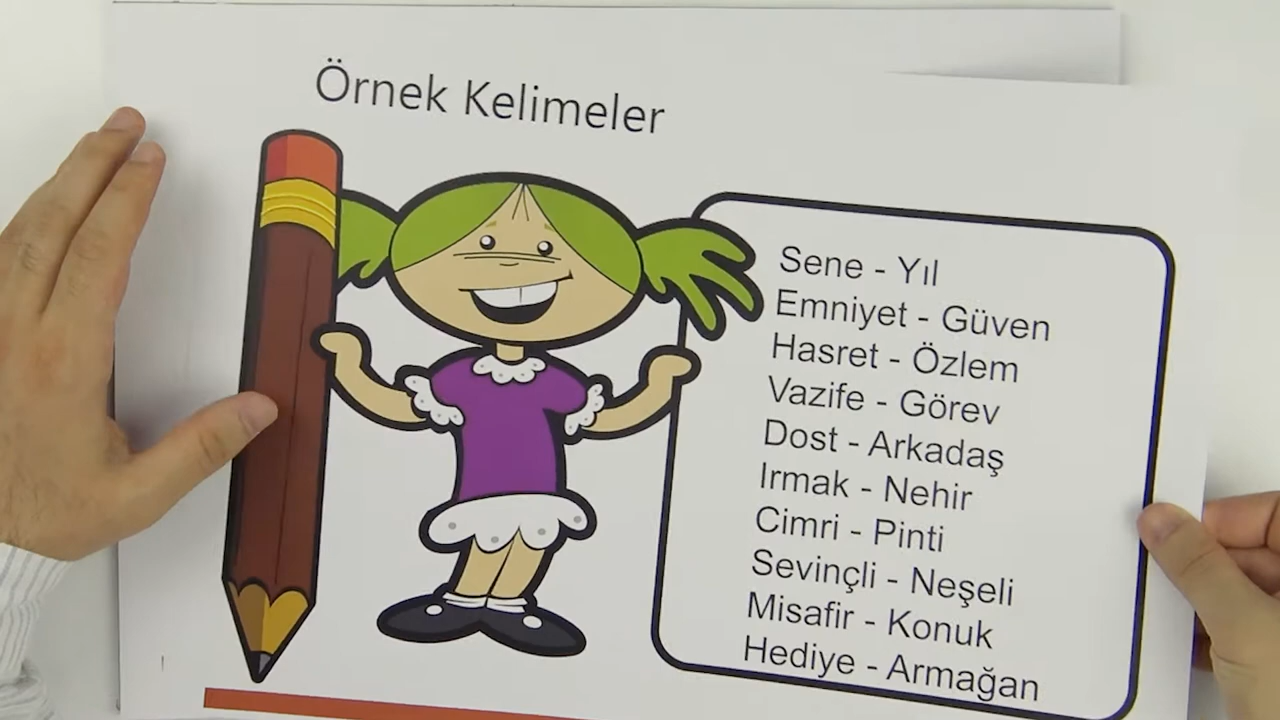 Örnek Kelimeler
Sene - Yıl
Emniyet - Güven
Hasret - Özlem
Vazife - Görev
Dost - Arkadaş
Irmak - Nehir
Cimri - Pinti
Sevinçli - Neşeli
Misafir - Konuk
Hediye - Armağan